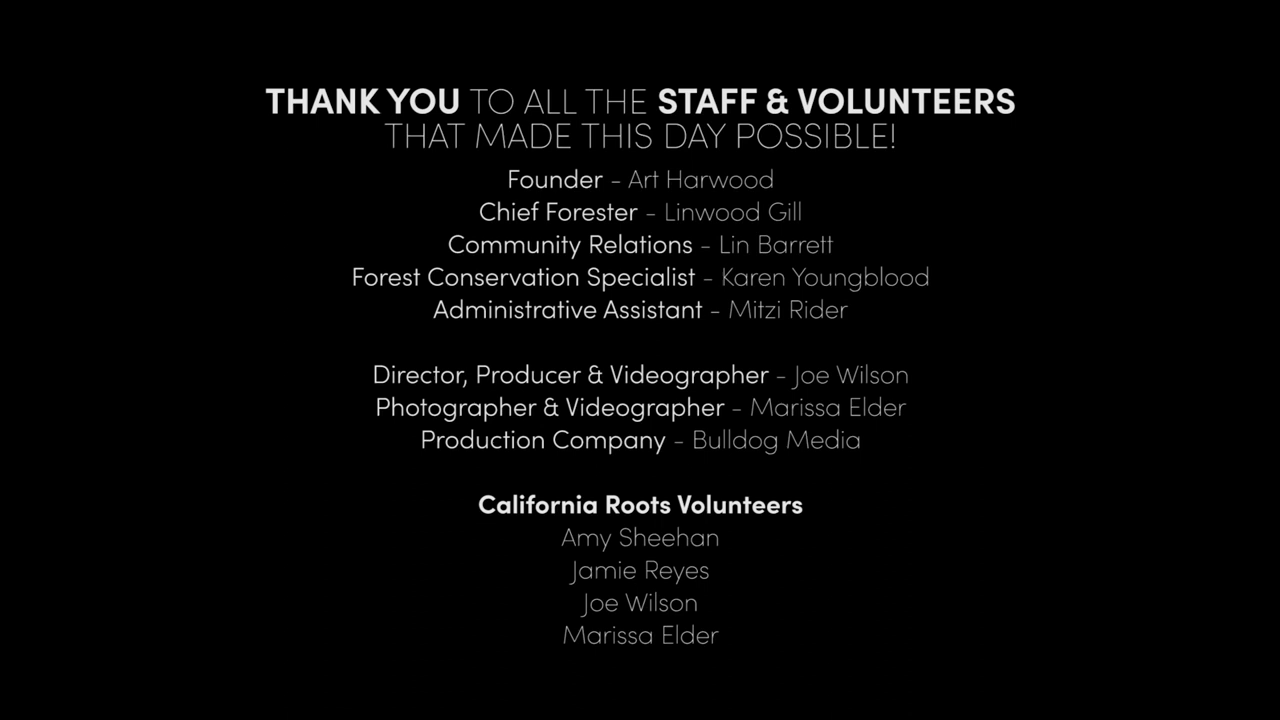 THANK YOU TO ALL THE STAFF & VOLUNTEERS
THAT MADE THIS DAY POSSIBLE!
Founder - Art Harwood
Chief Forester - Linwood Gill
Community Relations - Lin Barrett
Forest Conservation Specialist - Karen Youngblood
Administrative Assistant - Mitzi Rider
Director, Producer & Videographer - Joe Wilson
Photographer & Videographer - Marissa Elder
Production Company - Bulldog Media
California Roots Volunteers
Amy Sheehan
Jamie Reyes
Joe Wilson
Marissa Elder